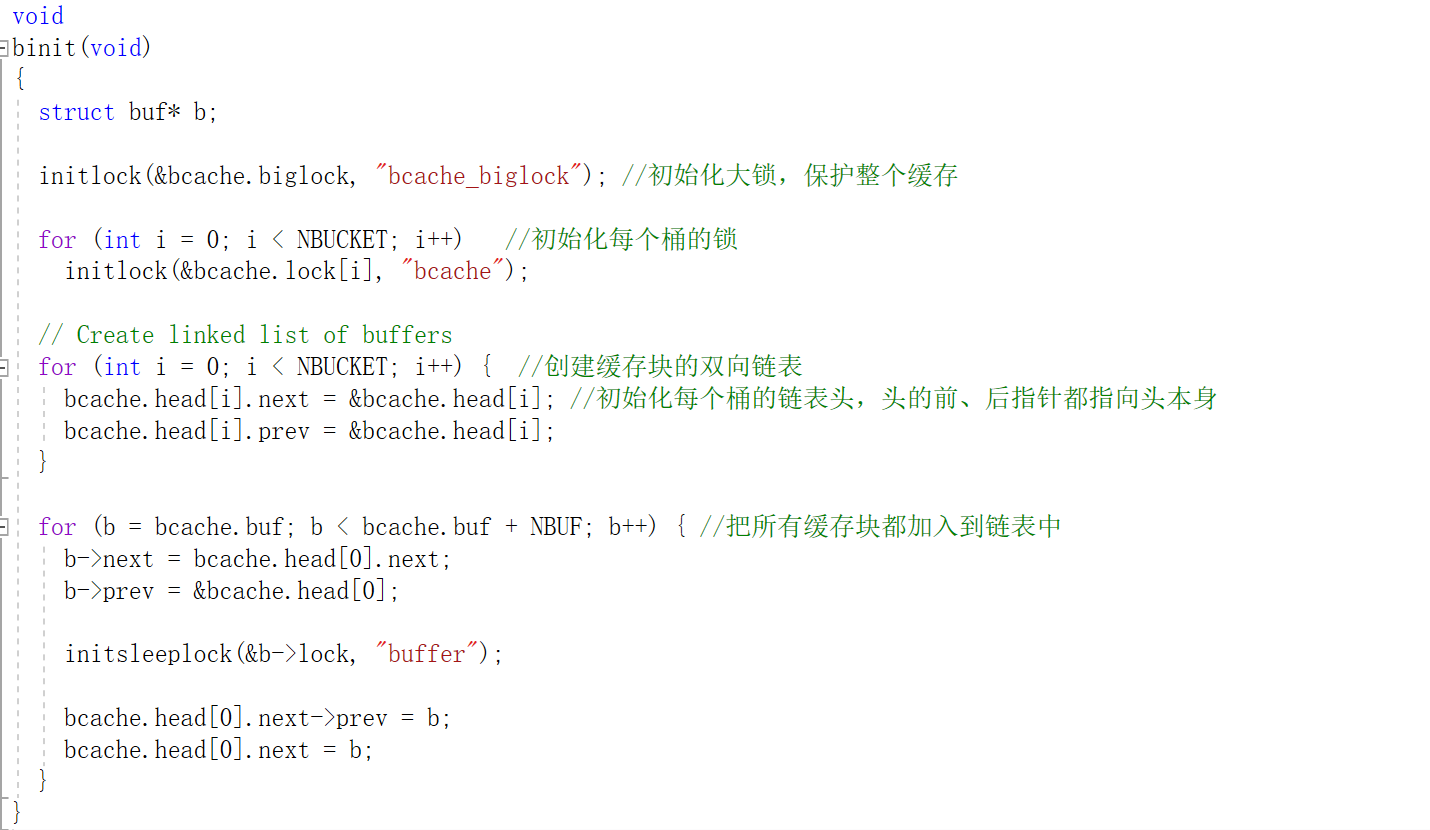 void
binit(void)
{
  struct buf* b;

  initlock(&bcache.biglock, "bcache_biglock"); //初始化大锁，保护整个缓存

  for (int i = 0; i < NBUCKET; i++)   //初始化每个桶的锁
    initlock(&bcache.lock[i], "bcache");

  // Create linked list of buffers
  for (int i = 0; i < NBUCKET; i++) {  //创建缓存块的双向链表
    bcache.head[i].next = &bcache.head[i]; //初始化每个桶的链表头，头的前、后指针都指向头本身
    bcache.head[i].prev = &bcache.head[i];
  }

  for (b = bcache.buf; b < bcache.buf + NBUF; b++) { //把所有缓存块都加入到链表中
    b->next = bcache.head[0].next;
    b->prev = &bcache.head[0];

    initsleeplock(&b->lock, "buffer");

    bcache.head[0].next->prev = b;
    bcache.head[0].next = b;
  }
}